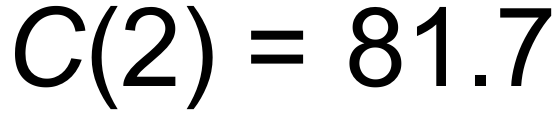 C(2) = 81.7